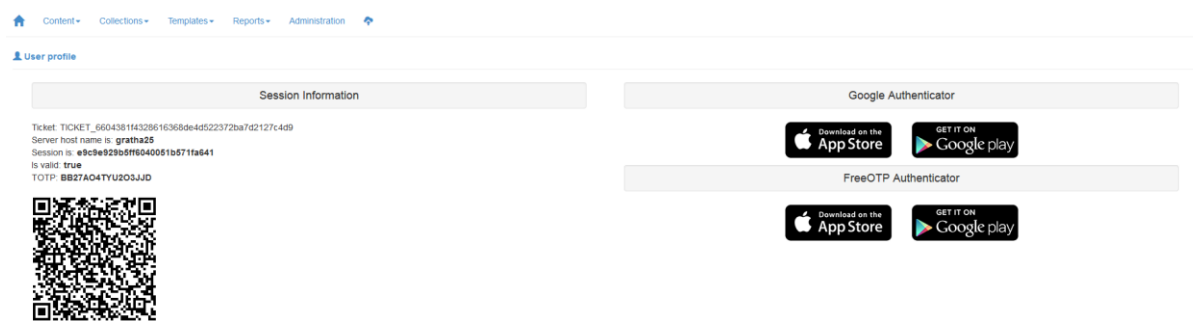 Content Collections Templates Reports Administration
User profile
Session Information
Ticket: TICKET_6604381f4328616368de4d522372ba7d2127c4d9
Server host name is: gratha25
Session is: e9c9e929b5ff6040051b571fa641
Is valid: true
TOTP: BB27AO4TYU2O3JJD
Google Authenticator
Download on the
App Store
GET IT ON
Google play
FreeOTP Authenticator
Download on the
App Store
GET IT ON
Google play